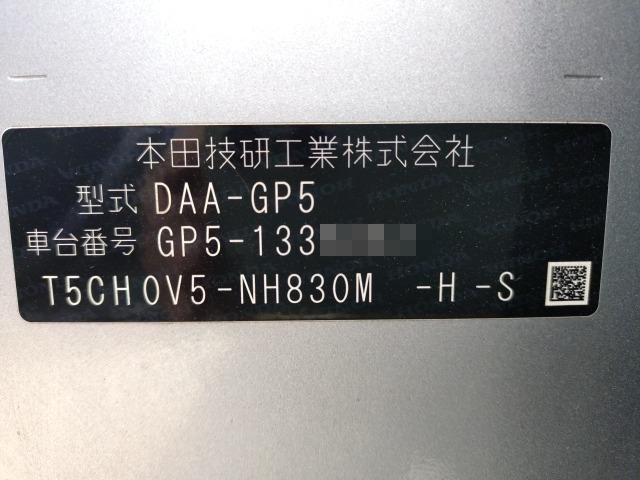 本田技研工業株式会社
型式 DAA-GP5
車台番号 GP5-133
T5CH0V5-NH830M -H -S